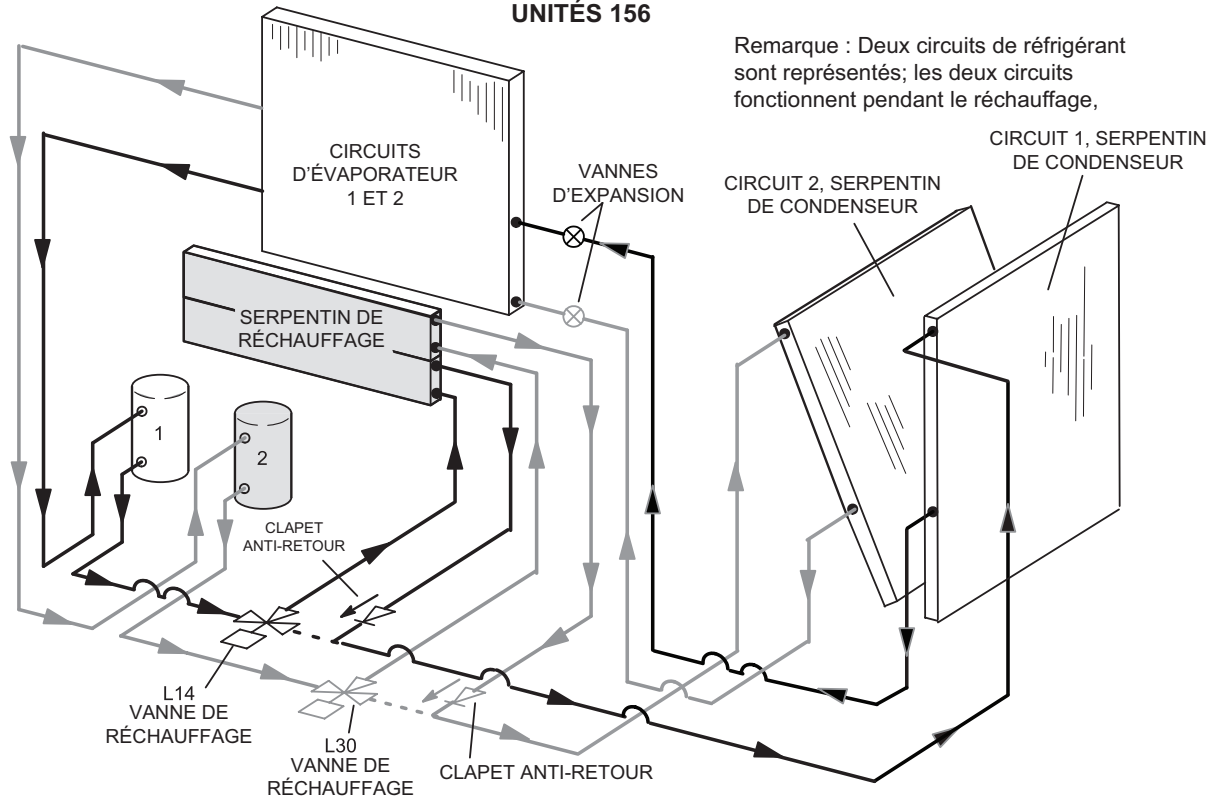 UNITÉS 156
Remarque : Deux circuits de réfrigérant
sont représentés; les deux circuits
fonctionnent pendant le réchauffage,
CIRCUIT 1, SERPENTIN
DE CONDENSEUR
CIRCUIT 2, SERPENTIN
DE CONDENSEUR
VANNES
D'EXPANSION
CIRCUITS
D'ÉVAPORATEUR
1 ET 2
SERPENTIN DE
RÉCHAUFFAGE
1
2
CLAPET
ANTI-RETOUR
L14
VANNE DE
RÉCHAUFFAGE
L30
VANNE DE
RÉCHAUFFAGE
CLAPET ANTI-RETOUR